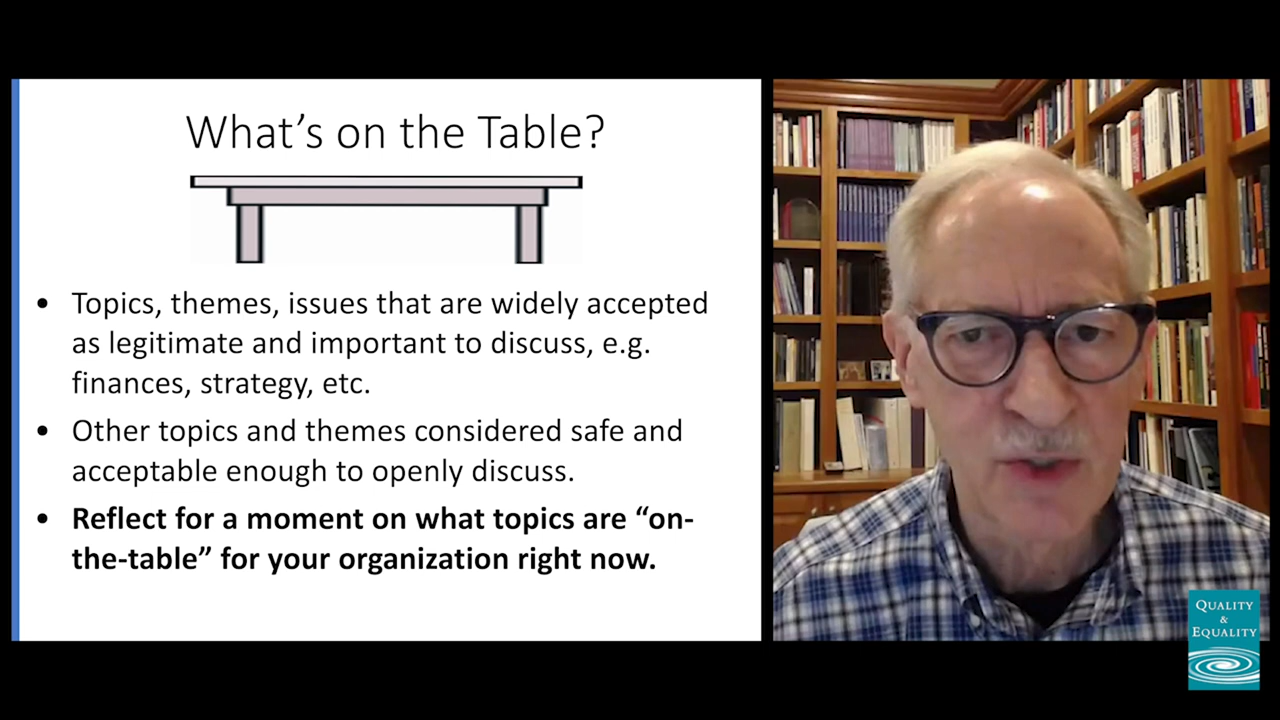 What's on the Table?
• Topics, themes, issues that are widely accepted
as legitimate and important to discuss, e.g.
finances, strategy, etc.
• Other topics and themes considered safe and
acceptable enough to openly discuss.
• Reflect for a moment on what topics are “on-
the-table” for your organization right now.
QUALITY
&
EQUALITY